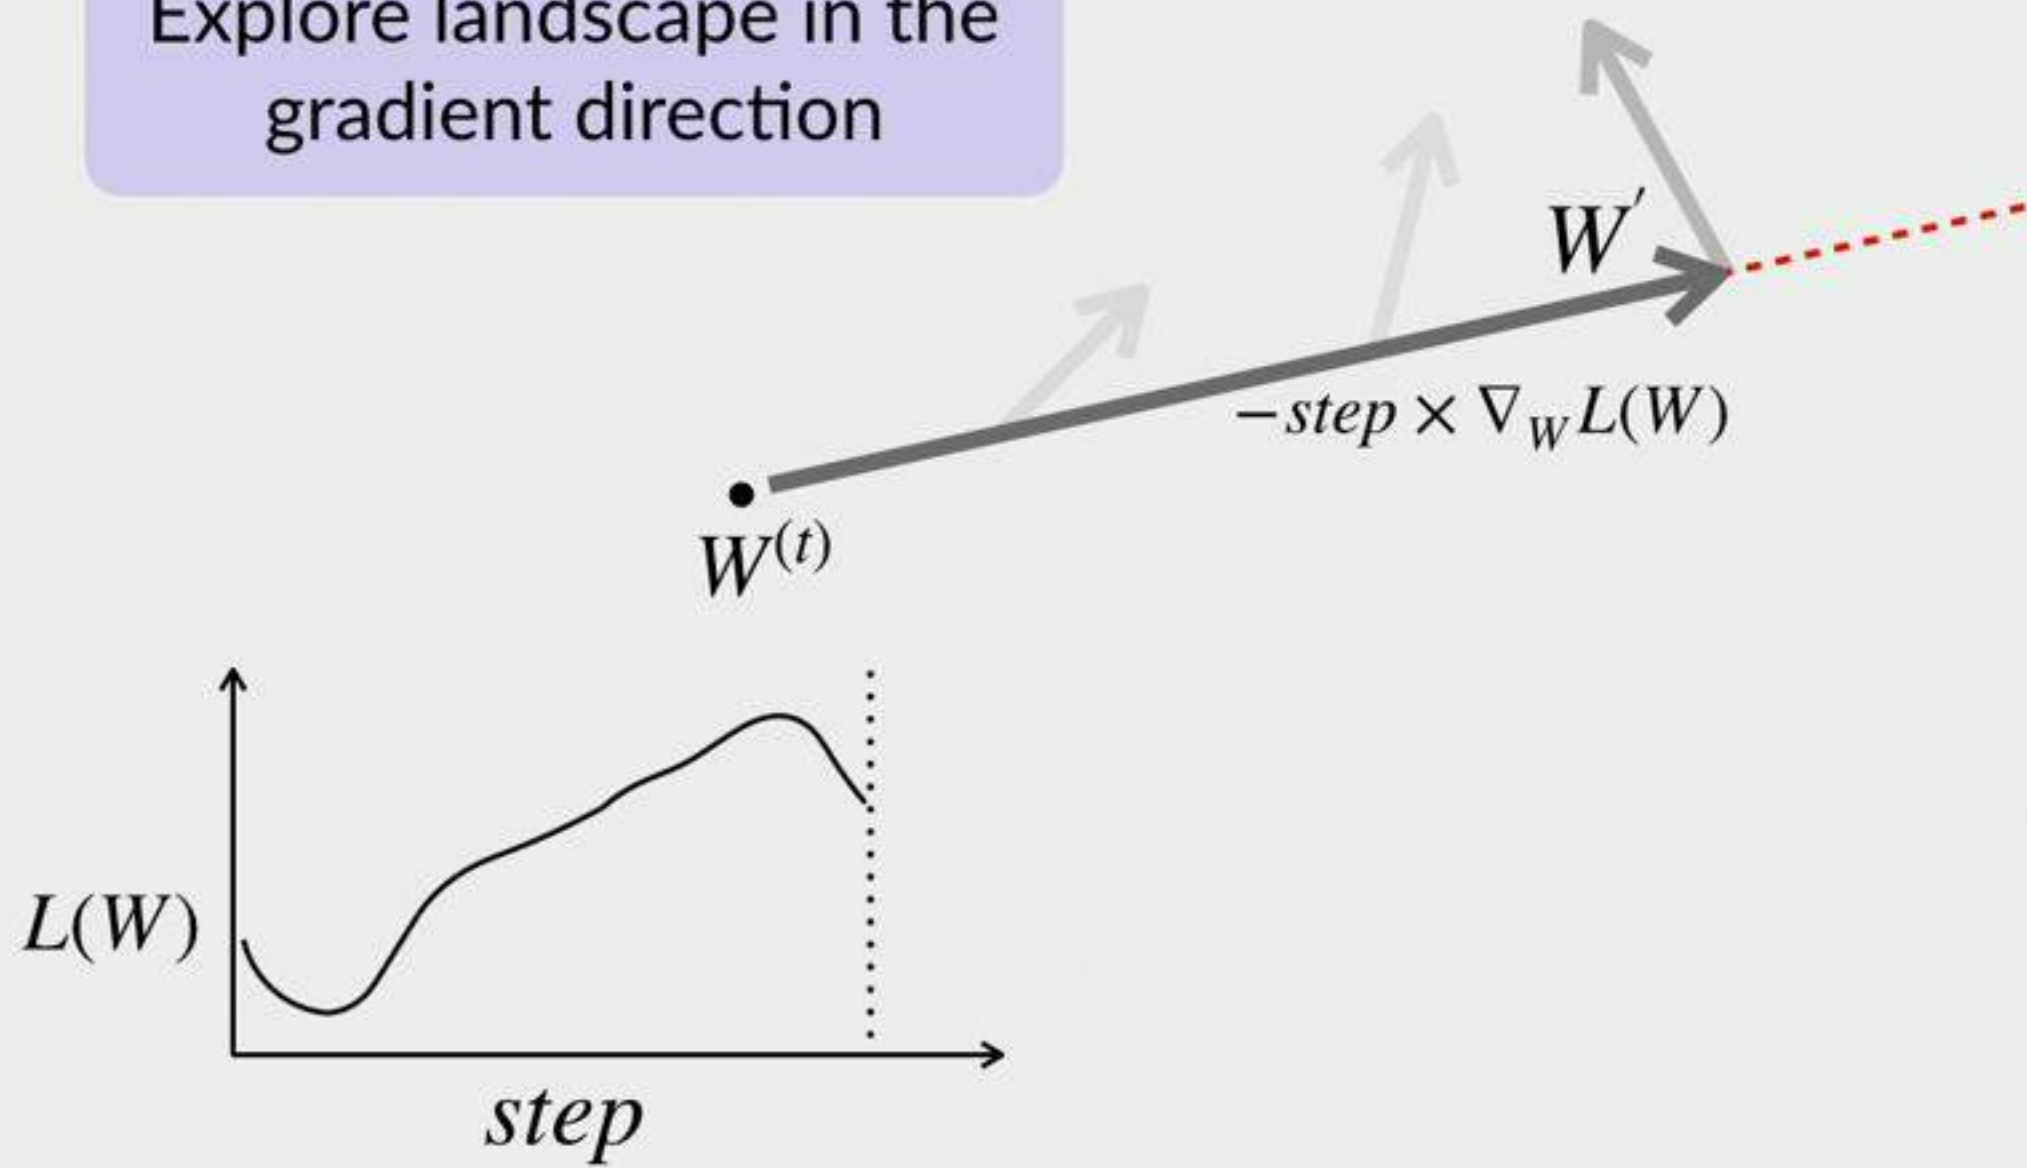 Explore landscape in the
gradient direction
W′
−step × ∇_W L(W)
W^(t)
L(W)
step